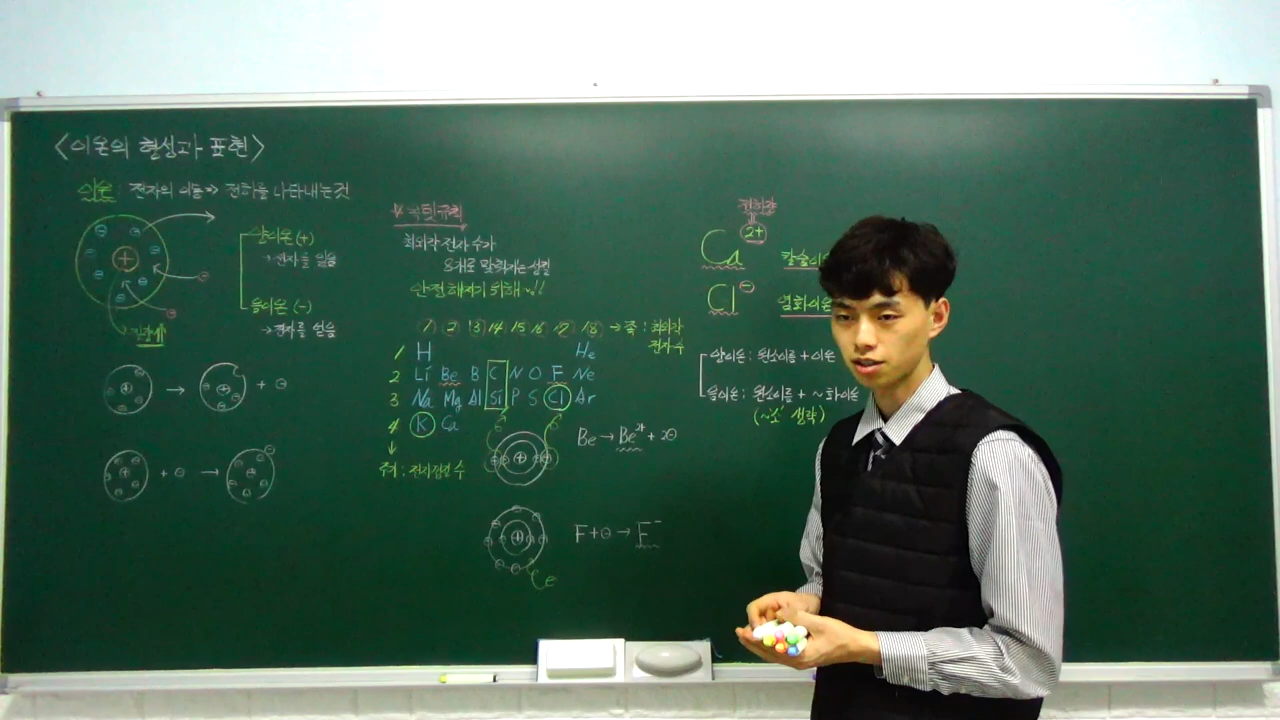 <이온의 형성과 표현>
이온 : 전자의 이동 => 전하를 나타내는 것
양이온 (+)
→ 전자를 잃음
음이온 (-)
→ 전자를 얻음
→ + ⊖
+ ⊖ →
* 옥텟규칙
최외각 전자 수가
8개로 말하자는 성질
안전해지기 위해~!!
1 2 13 14 15 16 17 18 → 족 : 최외각 전자 수
1 H He
2 Li Be B C N O F Ne
3 Na Mg Al Si P S Cl Ar
4 K Ca
주기 : 전자껍질 수
Be → Be2+ + 2⊖
F + ⊖ → F-
전하량
Ca 2+ 칼슘이온
Cl ⊖ 염화이온
양이온 : 원소이름 + 이온
음이온 : 원소이름 + ~화이온
(~'소' 생략)